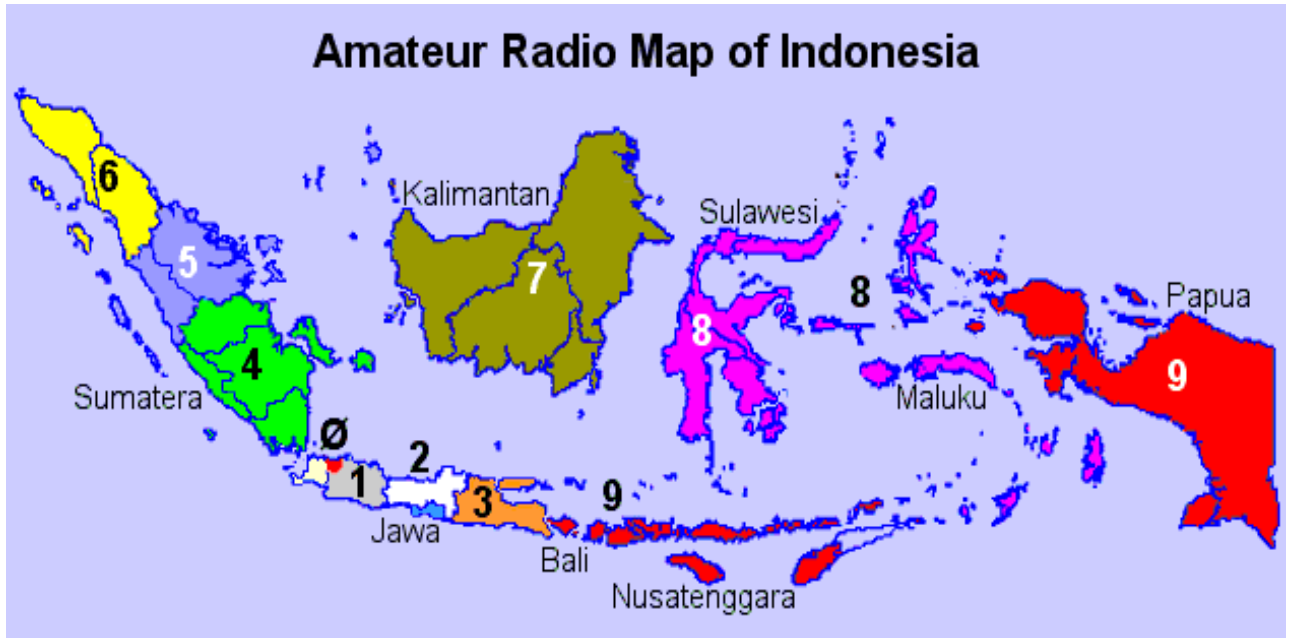 Amateur Radio Map of Indonesia
6
Kalimantan
Sulawesi
5
7
8
Papua
8
4
9
Sumatera
Maluku
Ø
2
1
3
9
Jawa
Bali
Nusatenggara